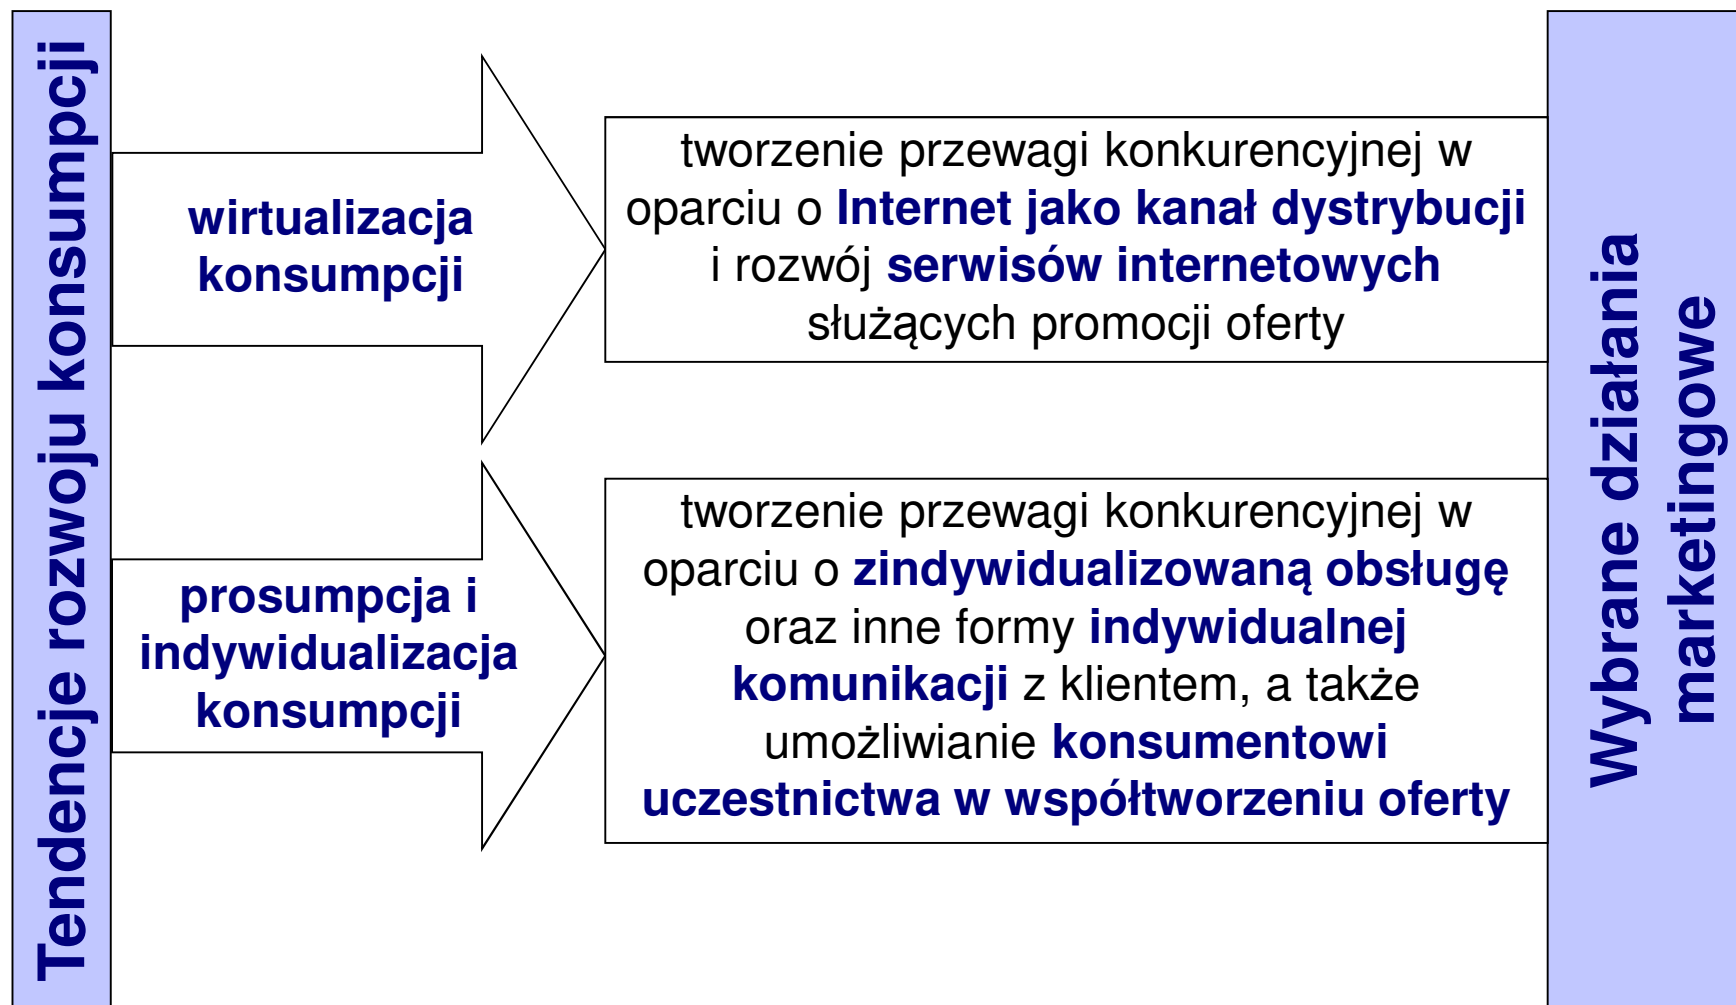 Tendencje rozwoju konsumpcji
wirtualizacja
konsumpcji
tworzenie przewagi konkurencyjnej w
oparciu o Internet jako kanał dystrybucji
i rozwój serwisów internetowych
służących promocji oferty
prosumpcja i
indywidualizacja
konsumpcji
tworzenie przewagi konkurencyjnej w
oparciu o zindywidualizowaną obsługę
oraz inne formy indywidualnej
komunikacji z klientem, a także
umożliwianie konsumentowi
uczestnictwa w współtworzeniu oferty
Wybrane działania
marketingowe